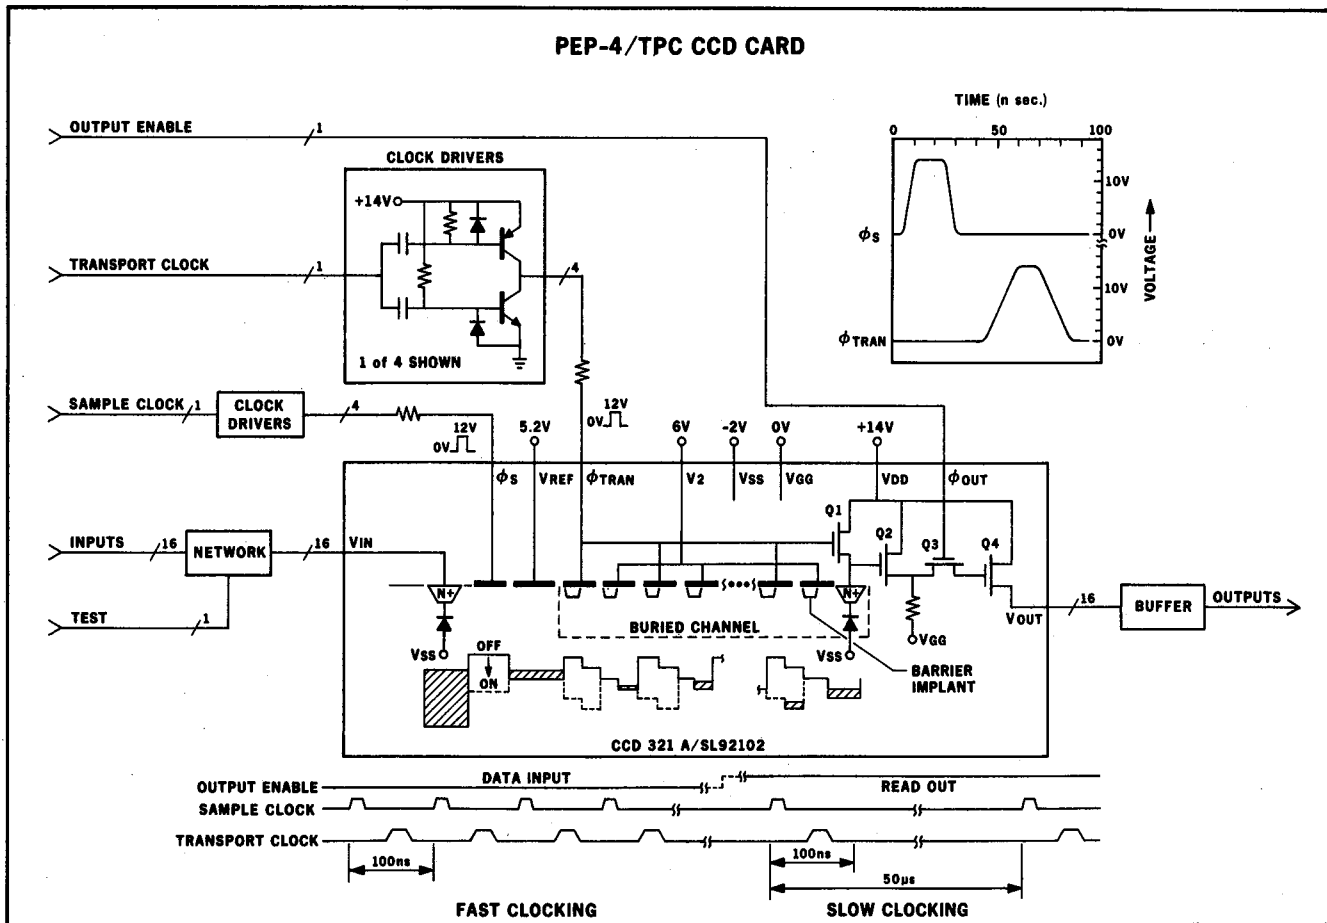 PEP-4/TPC CCD CARD
TIME (n sec.)
0 50 100
OUTPUT ENABLE 1
CLOCK DRIVERS
+14V
10V
ϕS 0V
VOLTAGE
TRANSPORT CLOCK 1 4
10V
ϕTRAN 0V
1 of 4 SHOWN
SAMPLE CLOCK 1
CLOCK DRIVERS
4
12V
0V
5.2V
12V
0V
6V -2V 0V +14V
ϕS VREF ϕTRAN V2 VSS VGG VDD ϕOUT
Q1 Q2 Q3 Q4
INPUTS 16 NETWORK 16 VIN
N+ N+
TEST 1
BURIED CHANNEL
VSS
OFF
ON
VSS
VGG
VOUT 16 BUFFER OUTPUTS
BARRIER IMPLANT
CCD 321 A/SL92102
OUTPUT ENABLE DATA INPUT READ OUT
SAMPLE CLOCK
TRANSPORT CLOCK
100ns 100ns
50μs
FAST CLOCKING SLOW CLOCKING